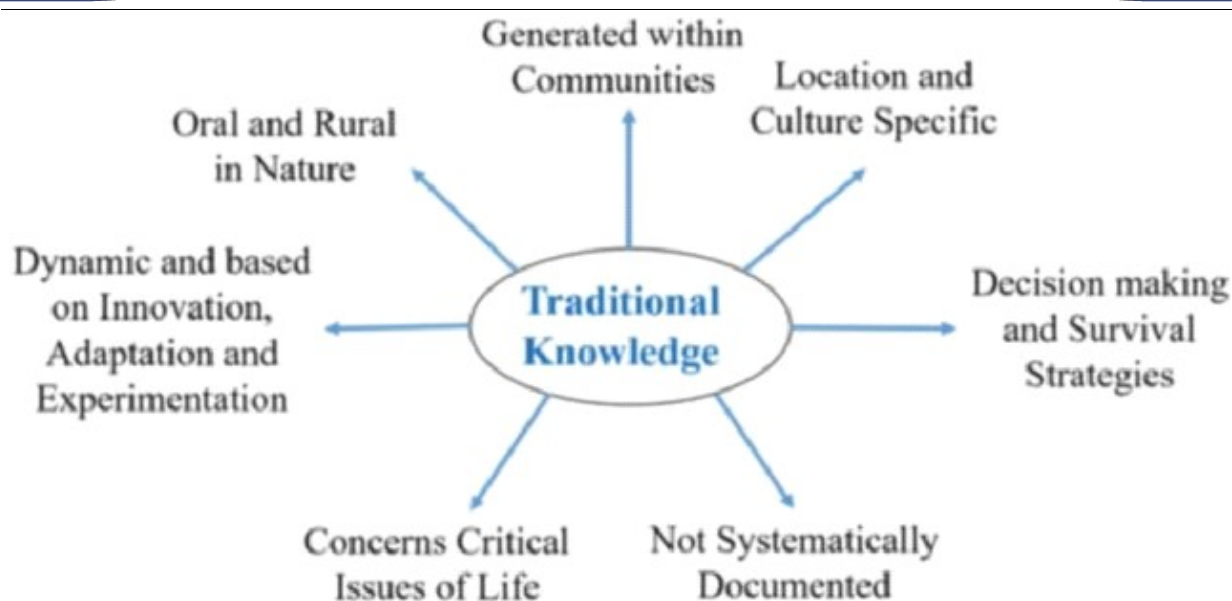 Generated within
Communities
Location and
Culture Specific
Oral and Rural
in Nature
Dynamic and based
on Innovation,
Adaptation and
Experimentation
Traditional
Knowledge
Decision making
and Survival
Strategies
Concerns Critical
Issues of Life
Not Systematically
Documented